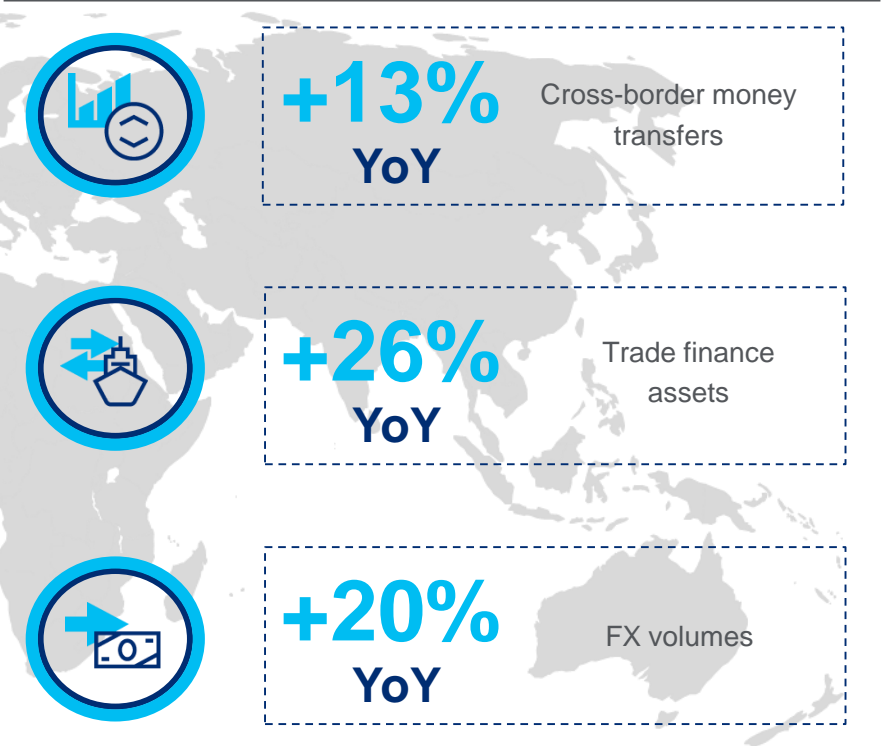 +13%
YoY
Cross-border money
transfers
+26%
YoY
Trade finance
assets
+20%
YoY
FX volumes